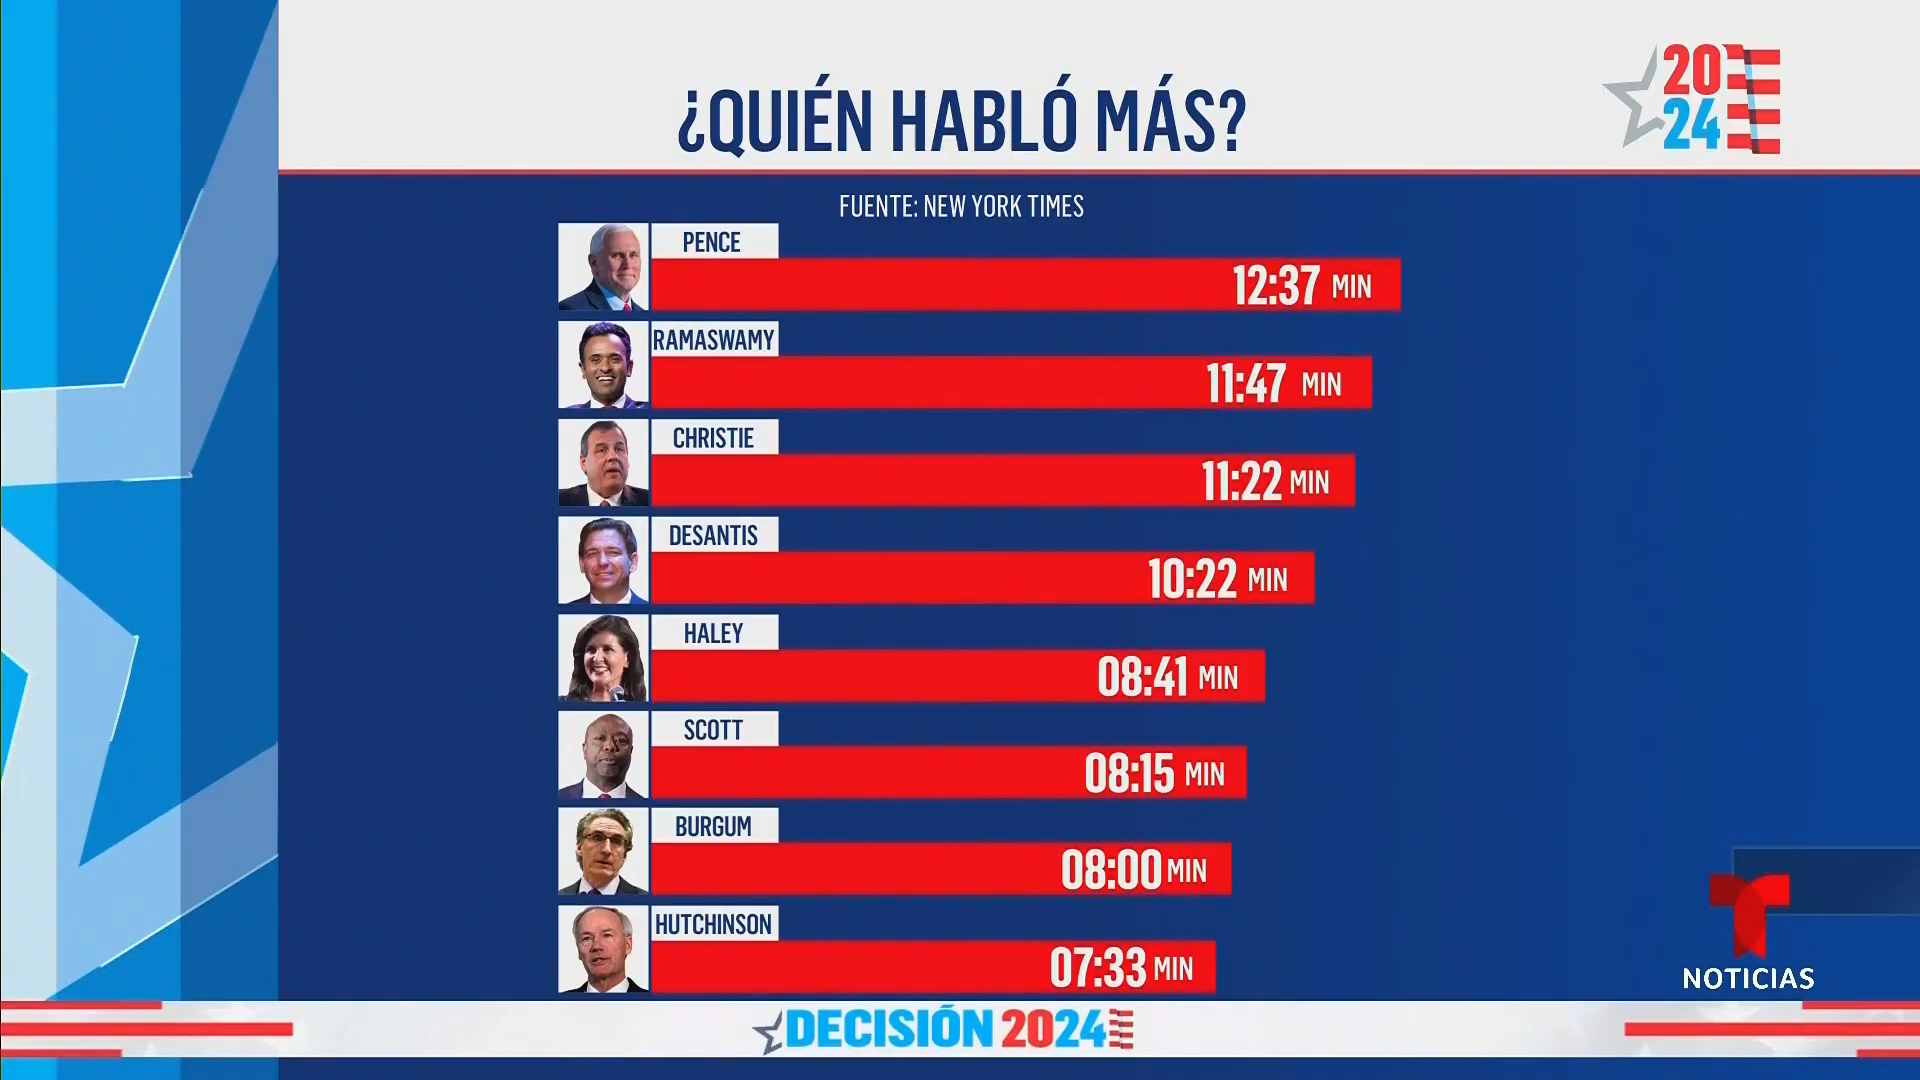 ¿QUIÉN HABLÓ MÁS?
20
24
FUENTE: NEW YORK TIMES
PENCE
12:37 MIN
RAMASWAMY
11:47 MIN
CHRISTIE
11:22 MIN
DESANTIS
10:22 MIN
HALEY
08:41 MIN
SCOTT
08:15 MIN
BURGUM
08:00 MIN
HUTCHINSON
07:33 MIN
NOTICIAS
DECISIÓN 2024